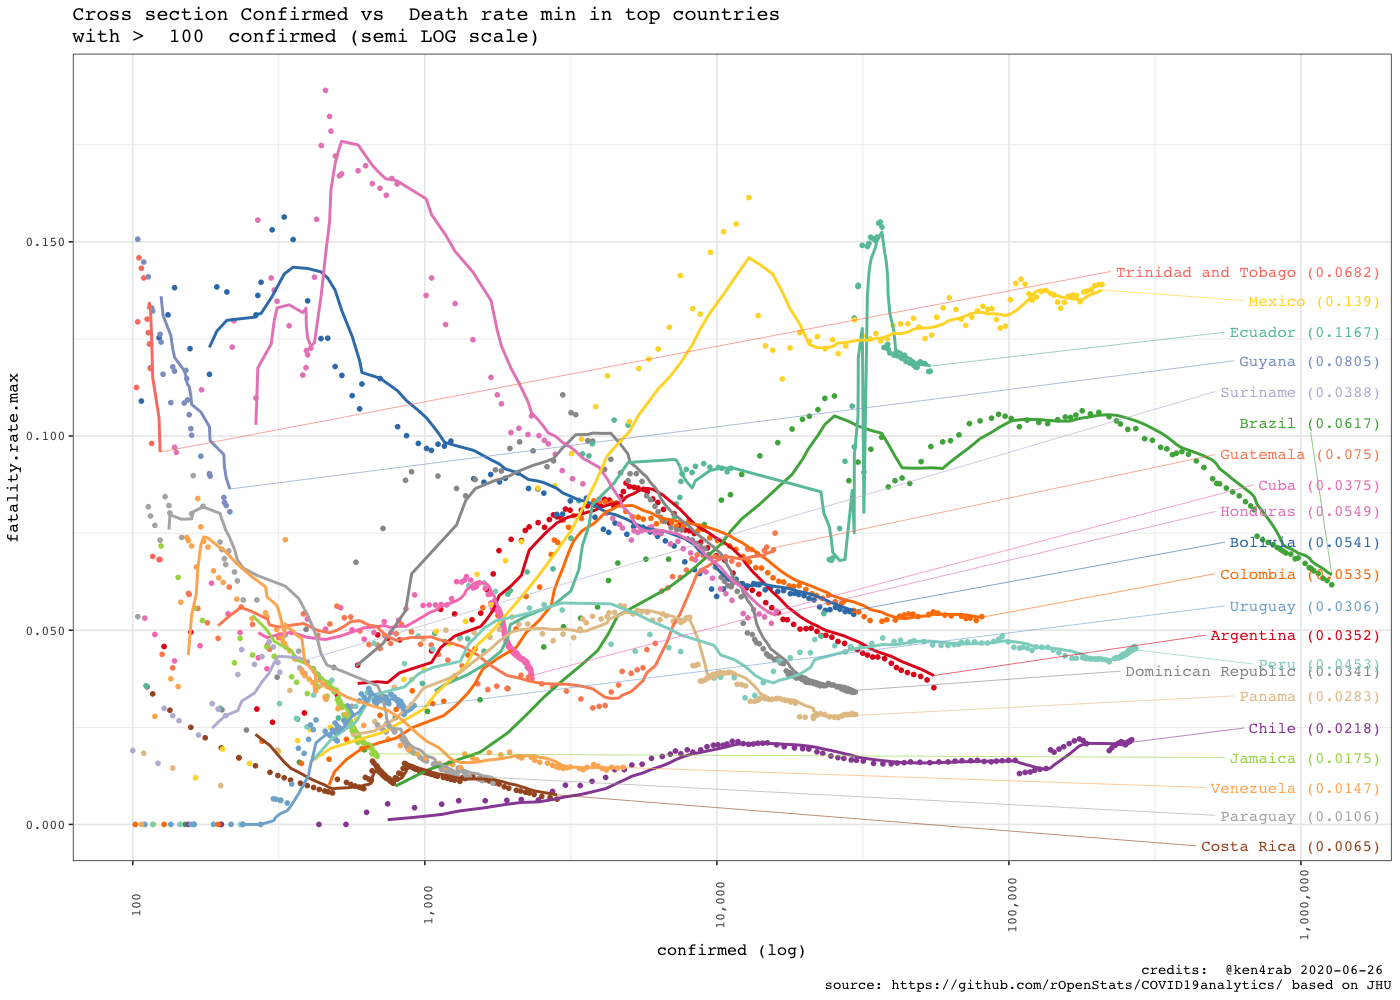 Cross section Confirmed vs  Death rate min in top countries
with >  100  confirmed (semi LOG scale)
fatality.rate.max
0.150
0.100
0.050
0.000
Trinidad and Tobago (0.0682)
Mexico (0.139)
Ecuador (0.1167)
Guyana (0.0805)
Suriname (0.0388)
Brazil (0.0617)
Guatemala (0.075)
Cuba (0.0375)
Honduras (0.0549)
Bolivia (0.0541)
Colombia (0.0535)
Uruguay (0.0306)
Argentina (0.0352)
Peru (0.0453)
Dominican Republic (0.0341)
Panama (0.0283)
Chile (0.0218)
Jamaica (0.0175)
Venezuela (0.0147)
Paraguay (0.0106)
Costa Rica (0.0065)
100
1,000
10,000
100,000
1,000,000
confirmed (log)
credits:  @ken4rab 2020-06-26
source: https://github.com/rOpenStats/COVID19analytics/ based on JHU